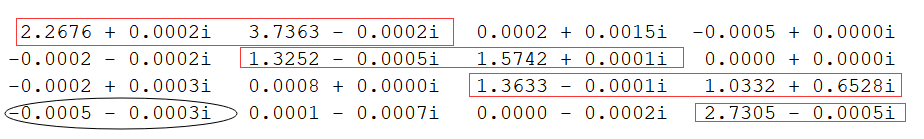 2.2676 + 0.0002i 3.7363 - 0.0002i 0.0002 + 0.0015i -0.0005 + 0.0000i
-0.0002 - 0.0002i 1.3252 - 0.0005i 1.5742 + 0.0001i 0.0000 + 0.0000i
-0.0002 + 0.0003i 0.0008 + 0.0000i 1.3633 - 0.0001i 1.0332 + 0.6528i
-0.0005 - 0.0003i 0.0001 - 0.0007i 0.0000 - 0.0002i 2.7305 - 0.0005i